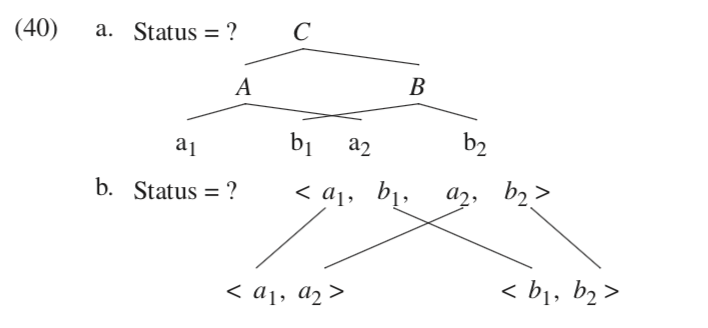 (40) a. Status = ? C
A B
a₁ b₁ a₂ b₂
b. Status = ? < a₁, b₁, a₂, b₂ >
< a₁, a₂ > < b₁, b₂ >